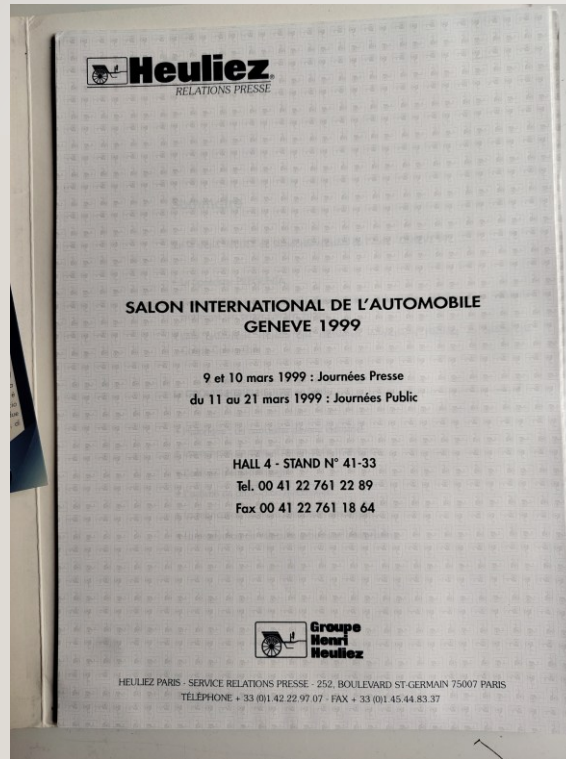 Heuliez
RELATIONS PRESSE
SALON INTERNATIONAL DE L'AUTOMOBILE
GENEVE 1999
9 et 10 mars 1999 : Journées Presse
du 11 au 21 mars 1999 : Journées Public
HALL 4 - STAND N° 41-33
Tel. 00 41 22 761 22 89
Fax 00 41 22 761 18 64
Groupe
Henri
Heuliez
HEULIEZ PARIS - SERVICE RELATIONS PRESSE - 252, BOULEVARD ST-GERMAIN 75007 PARIS
TÉLÉPHONE + 33 (0)1.42.22.97.07 - FAX + 33 (0)1.45.44.83.37